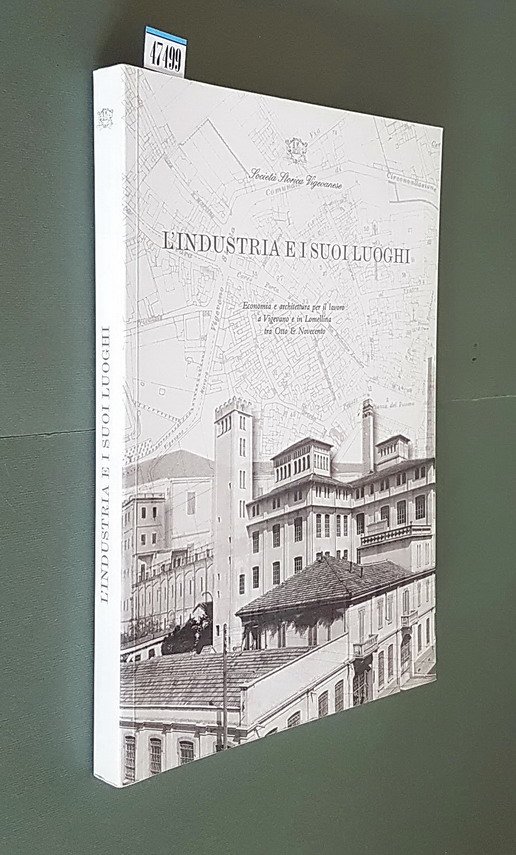 47499
Società Storica Vigevanese
L'INDUSTRIA E I SUOI LUOGHI
Economia e architettura per il lavoro
a Vigevano e in Lomellina
tra Otto & Novecento
L'INDUSTRIA E I SUOI LUOGHI
Circonvallazione